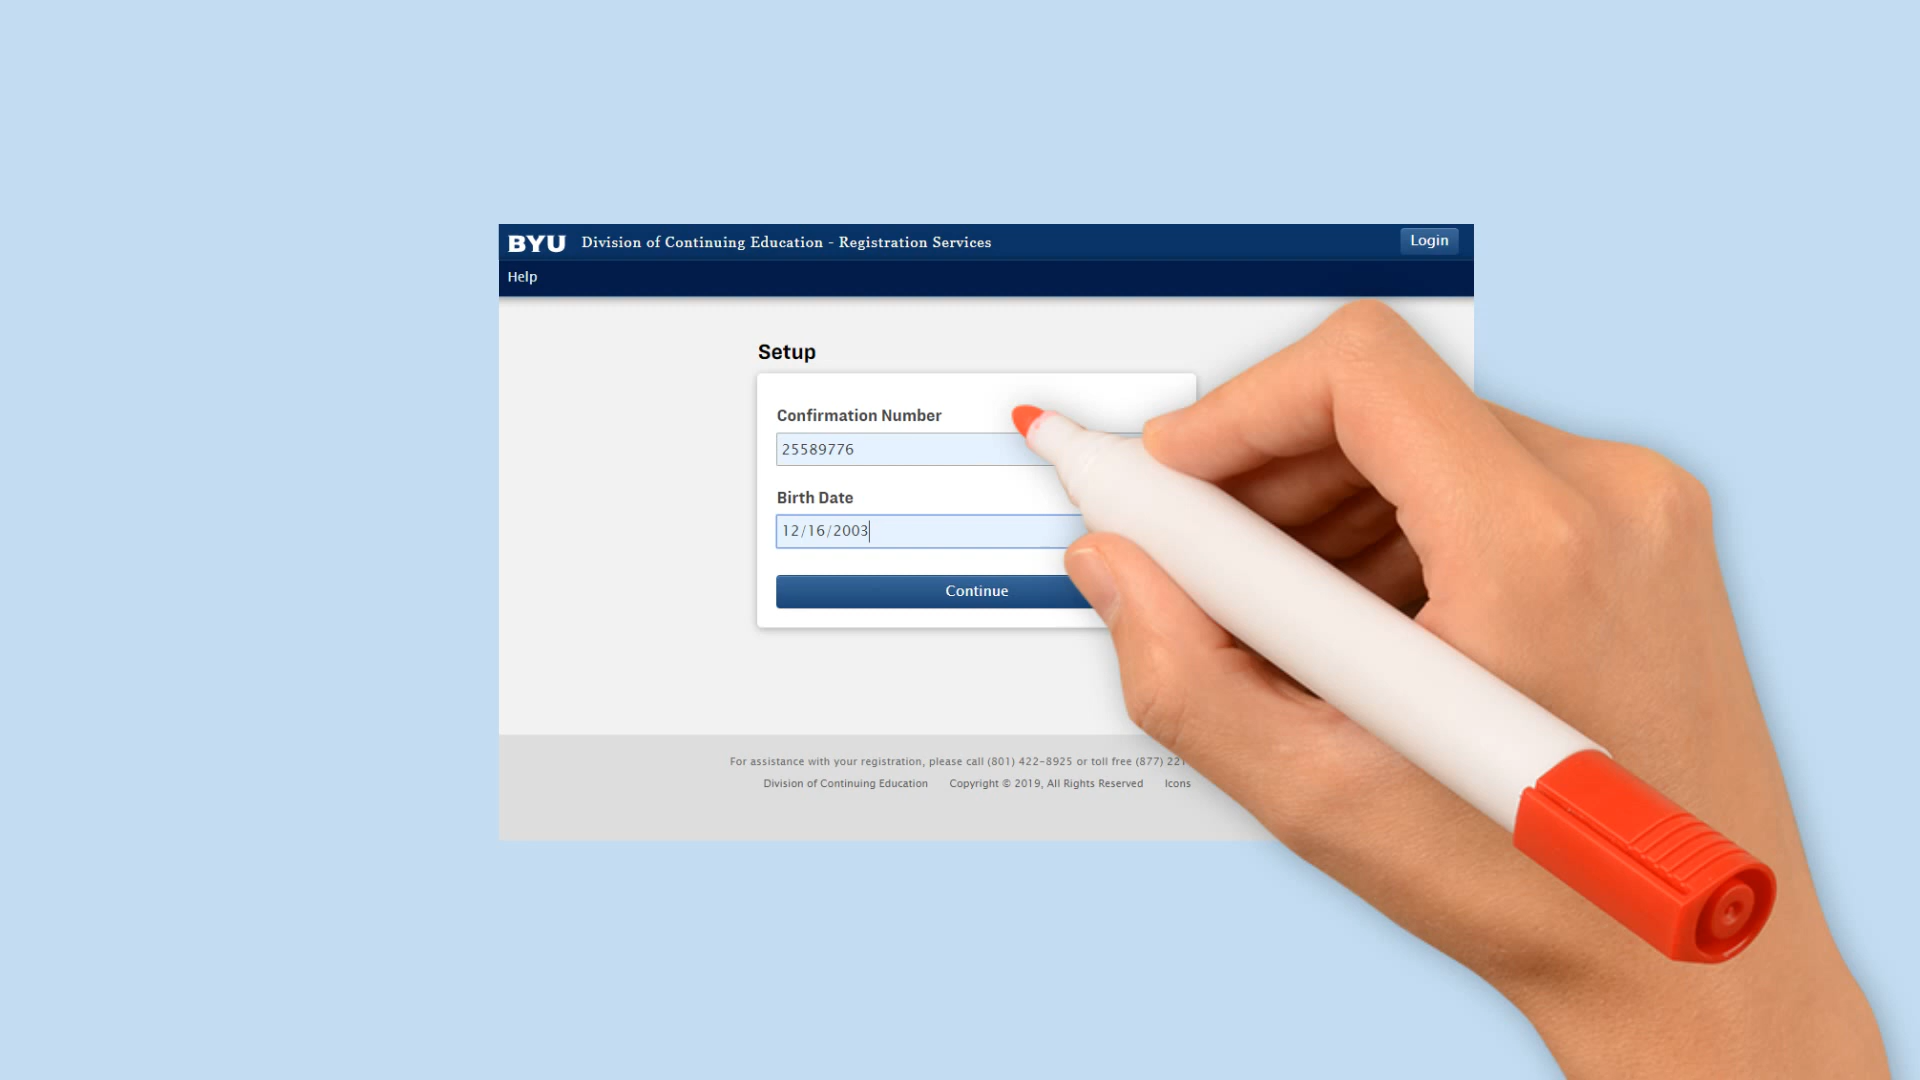 BYU Division of Continuing Education - Registration Services Login
Help
Setup
Confirmation Number
25589776
Birth Date
12/16/2003
Continue
For assistance with your registration, please call (801) 422-8925 or toll free (877)
Division of Continuing Education Copyright © 2019, All Rights Reserved Icons